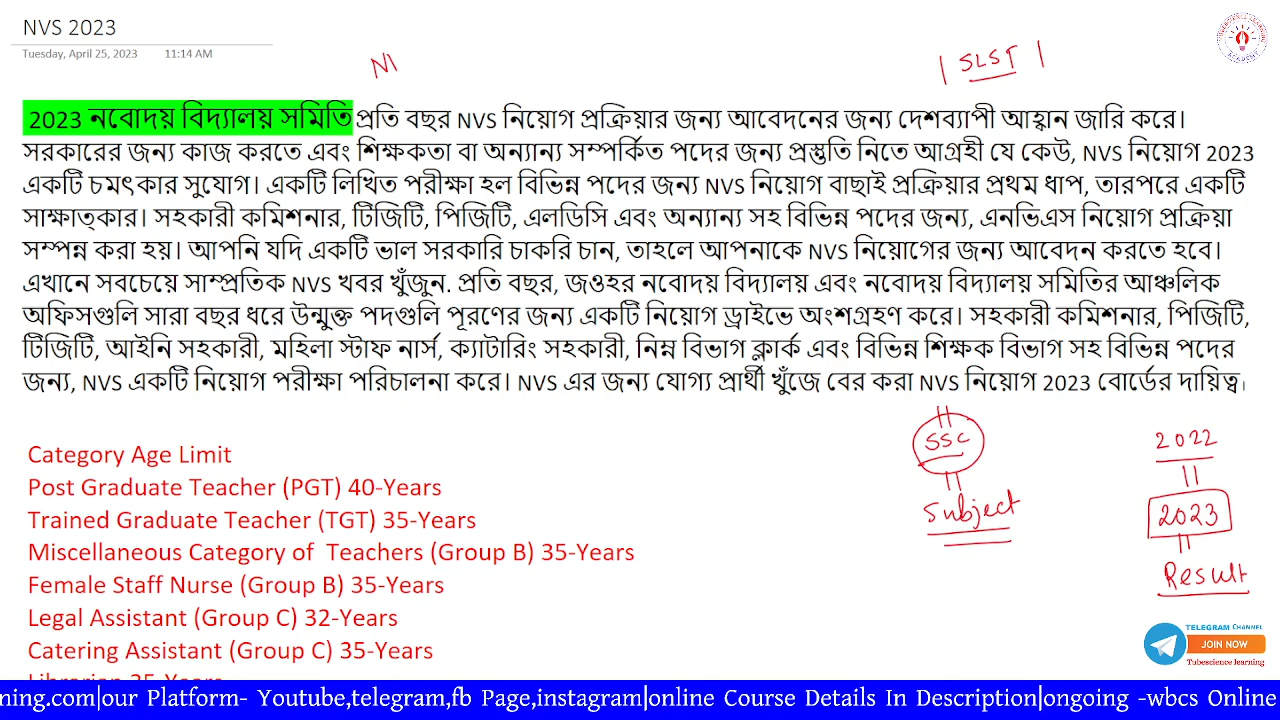 NVS 2023
Tuesday, April 25, 2023 11:14 AM
SLST
2023 নবোদয় বিদ্যালয় সমিতি প্রতি বছর NVS নিয়োগ প্রক্রিয়ার জন্য আবেদনের জন্য দেশব্যাপী আহ্বান জারি করে।
সরকারের জন্য কাজ করতে এবং শিক্ষকতা বা অন্যান্য সম্পর্কিত পদের জন্য প্রস্তুতি নিতে আগ্রহী যে কেউ, NVS নিয়োগ 2023
একটি চমৎকার সুযোগ। একটি লিখিত পরীক্ষা হল বিভিন্ন পদের জন্য NVS নিয়োগ বাছাই প্রক্রিয়ার প্রথম ধাপ, তারপরে একটি
সাক্ষাত্কার। সহকারী কমিশনার, টিজিটি, পিজিটি, এলডিসি এবং অন্যান্য সহ বিভিন্ন পদের জন্য, এনভিএস নিয়োগ প্রক্রিয়া
সম্পন্ন করা হয়। আপনি যদি একটি ভাল সরকারি চাকরি চান, তাহলে আপনাকে NVS নিয়োগের জন্য আবেদন করতে হবে।
এখানে সবচেয়ে সাম্প্রতিক NVS খবর খুঁজুন. প্রতি বছর, জওহর নবোদয় বিদ্যালয় এবং নবোদয় বিদ্যালয় সমিতির আঞ্চলিক
অফিসগুলি সারা বছর ধরে উন্মুক্ত পদগুলি পূরণের জন্য একটি নিয়োগ ড্রাইভে অংশগ্রহণ করে। সহকারী কমিশনার, পিজিটি,
টিজিটি, আইনি সহকারী, মহিলা স্টাফ নার্স, ক্যাটারিং সহকারী, নিম্ন বিভাগ ক্লার্ক এবং বিভিন্ন শিক্ষক বিভাগ সহ বিভিন্ন পদের
জন্য, NVS একটি নিয়োগ পরীক্ষা পরিচালনা করে। NVS এর জন্য যোগ্য প্রার্থী খুঁজে বের করা NVS নিয়োগ 2023 বোর্ডের দায়িত্ব।
Category Age Limit
Post Graduate Teacher (PGT) 40-Years
Trained Graduate Teacher (TGT) 35-Years
Miscellaneous Category of Teachers (Group B) 35-Years
Female Staff Nurse (Group B) 35-Years
Legal Assistant (Group C) 32-Years
Catering Assistant (Group C) 35-Years
Librarian 35-Years
SSC
Subject
2022
2023
Result
TELEGRAM CHANNEL
JOIN NOW
Tubescience learning
ning.com|our Platform- Youtube,telegram,fb Page,instagram|online Course Details In Description|ongoing -wbcs Online